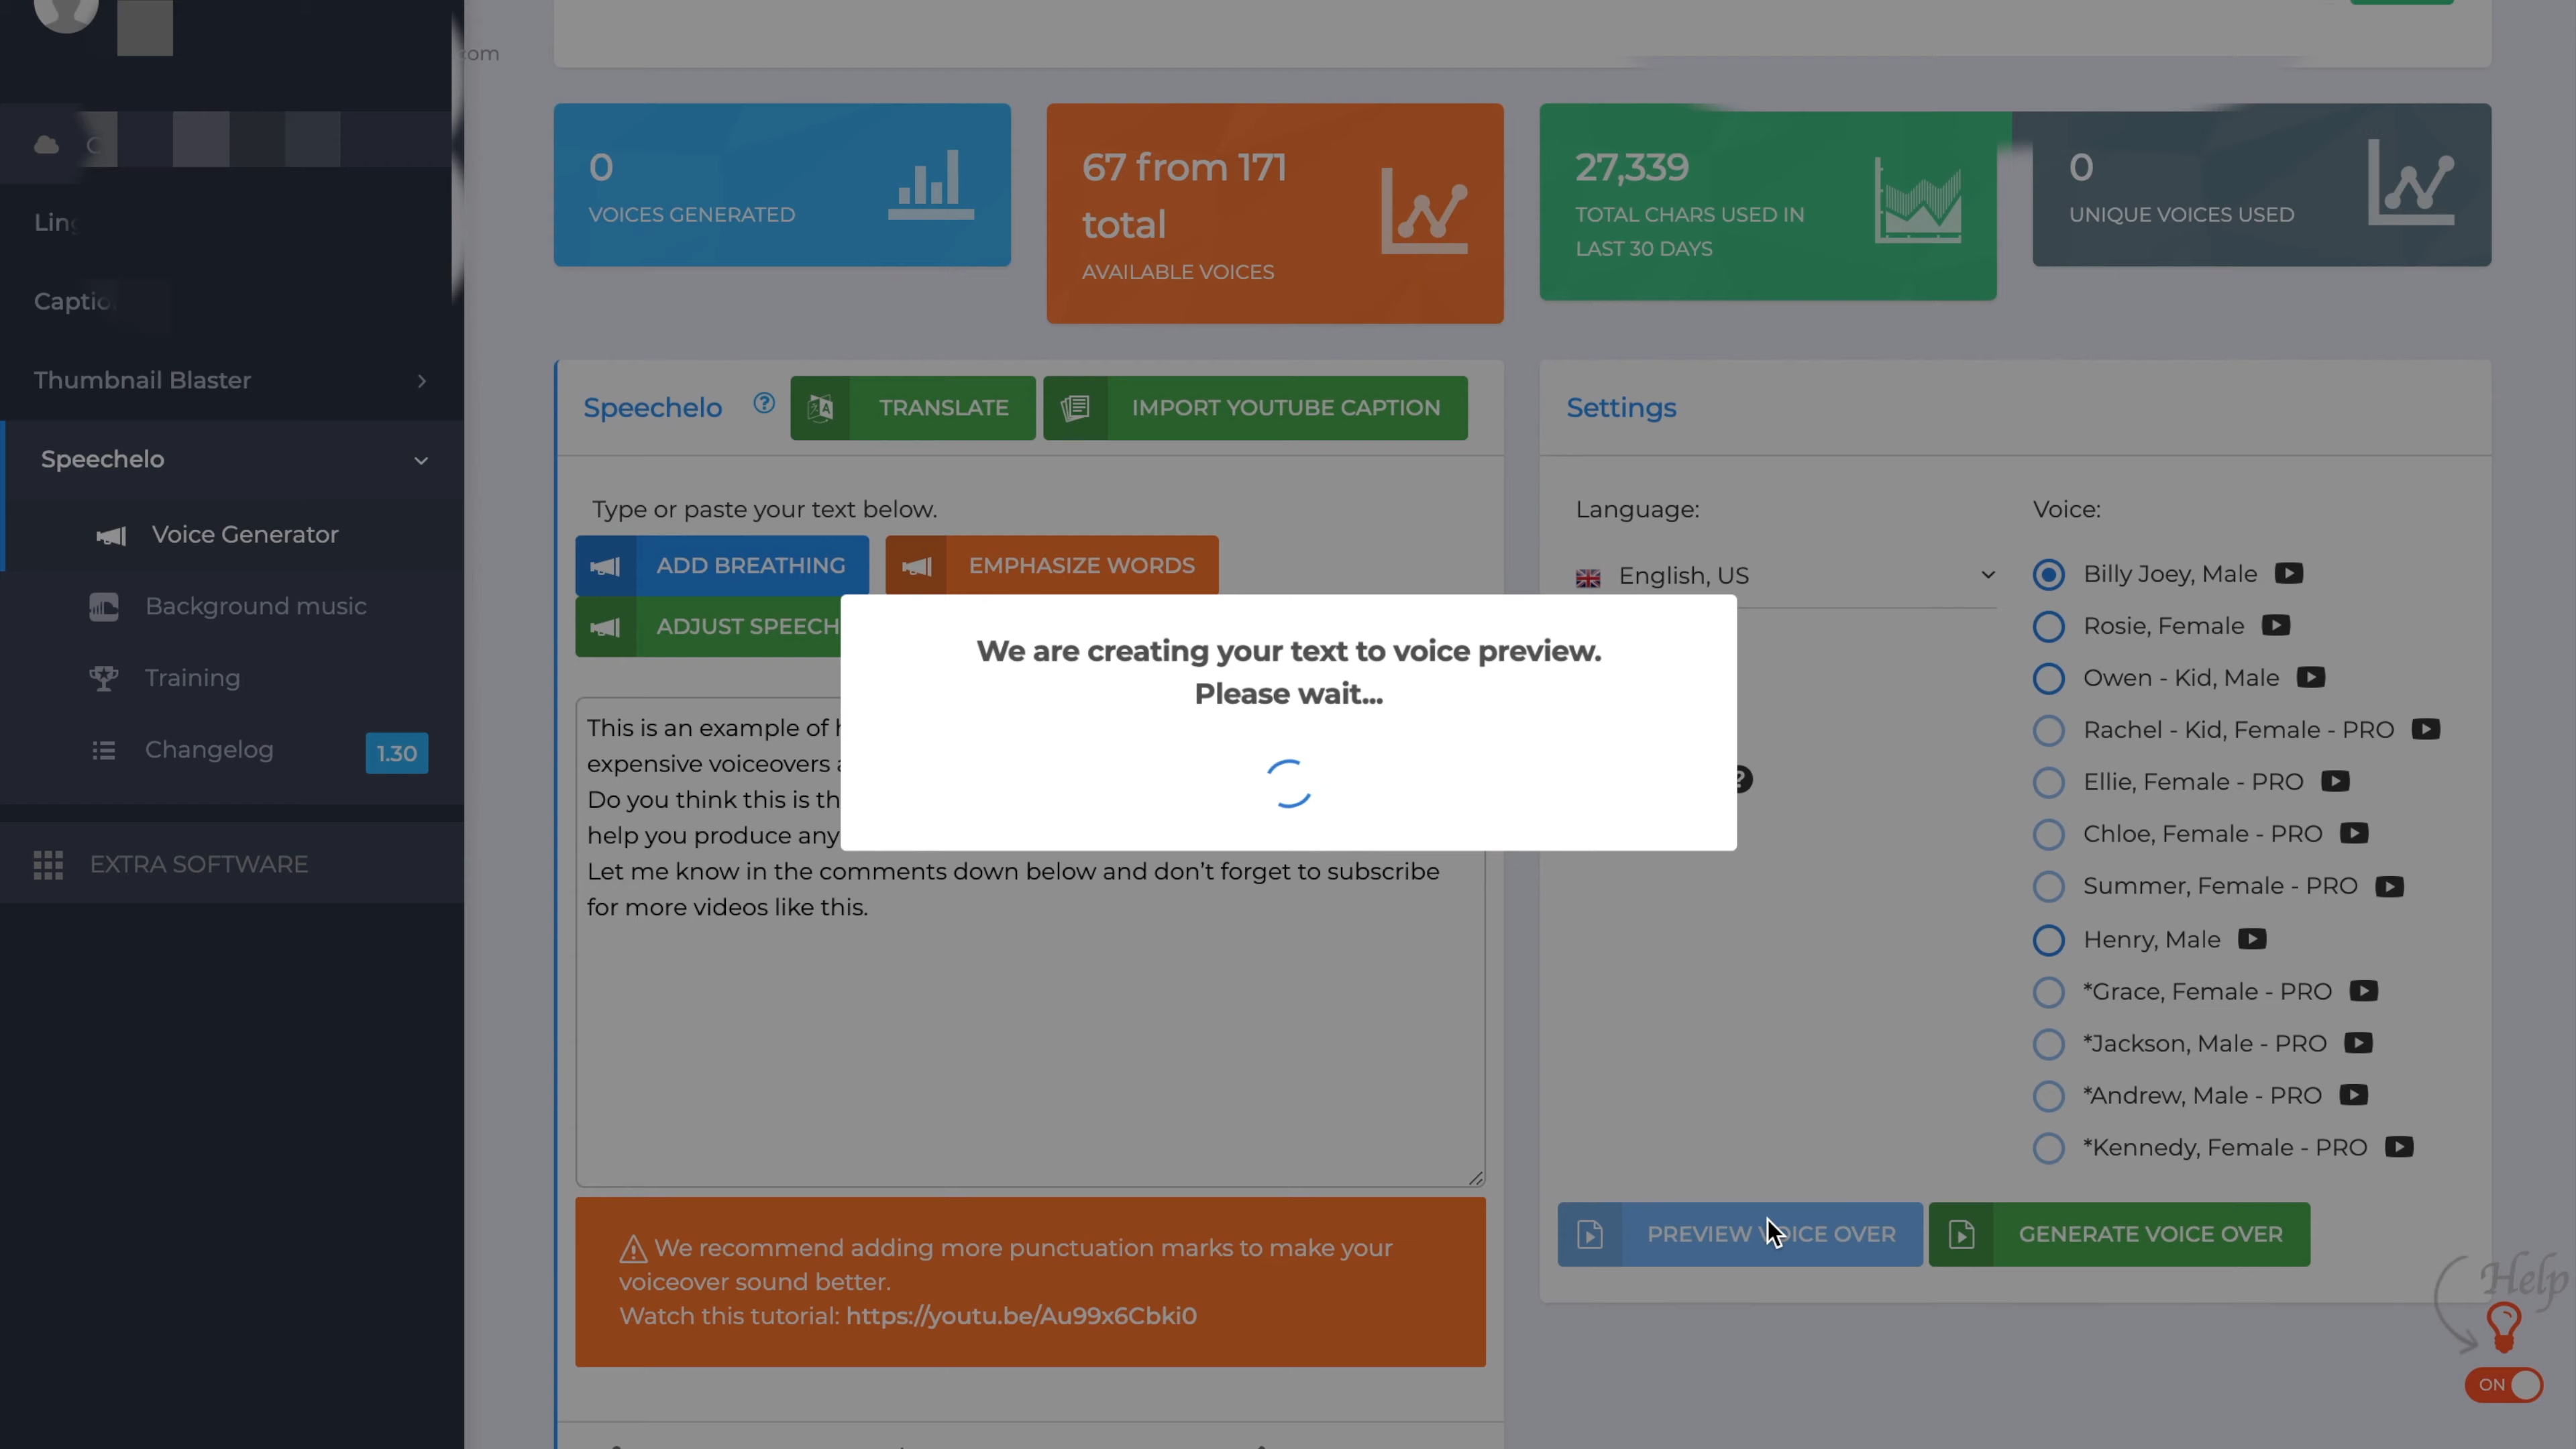 com
0
VOICES GENERATED
67 from 171
total
AVAILABLE VOICES
27,339
TOTAL CHARS USED IN
LAST 30 DAYS
0
UNIQUE VOICES USED
Thumbnail Blaster
Speechelo
Voice Generator
Background music
Training
Changelog
1.30
EXTRA SOFTWARE
Speechelo
TRANSLATE
IMPORT YOUTUBE CAPTION
Type or paste your text below.
ADD BREATHING
EMPHASIZE WORDS
ADJUST SPEECH
This is an example of
expensive voiceovers
Do you think this is
help you produce any
Let me know in the comments down below and don't forget to subscribe
for more videos like this.
We are creating your text to voice preview.
Please wait...
We recommend adding more punctuation marks to make your
voiceover sound better.
Watch this tutorial: https://youtu.be/Au99x6Cbki0
Settings
Language:
English, US
Voice:
Billy Joey, Male
Rosie, Female
Owen - Kid, Male
Rachel - Kid, Female - PRO
Ellie, Female - PRO
Chloe, Female - PRO
Summer, Female - PRO
Henry, Male
*Grace, Female - PRO
*Jackson, Male - PRO
*Andrew, Male - PRO
*Kennedy, Female - PRO
PREVIEW VOICE OVER
GENERATE VOICE OVER
Help
ON